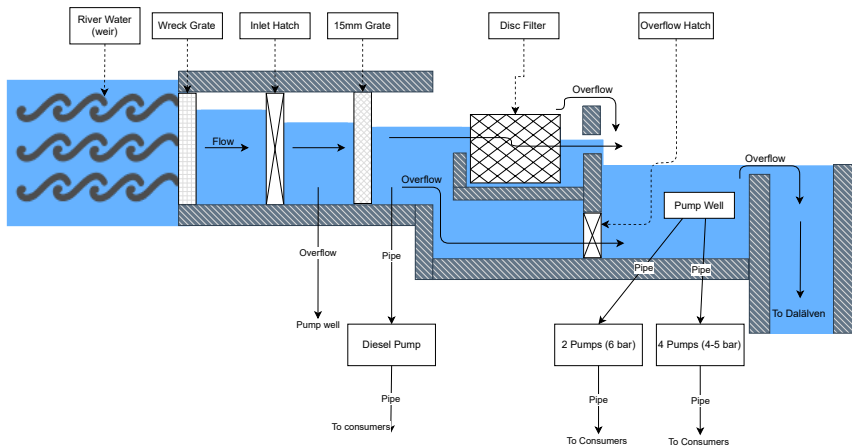 River Water
(weir)
Wreck Grate
Inlet Hatch
15mm Grate
Disc Filter
Overflow Hatch
Overflow
Flow
Overflow
Overflow
Pump Well
Overflow
Pipe
Pipe
Pipe
To Dalälven
Pump well
Diesel Pump
2 Pumps (6 bar)
4 Pumps (4-5 bar)
Pipe
Pipe
Pipe
To consumers
To Consumers
To Consumers